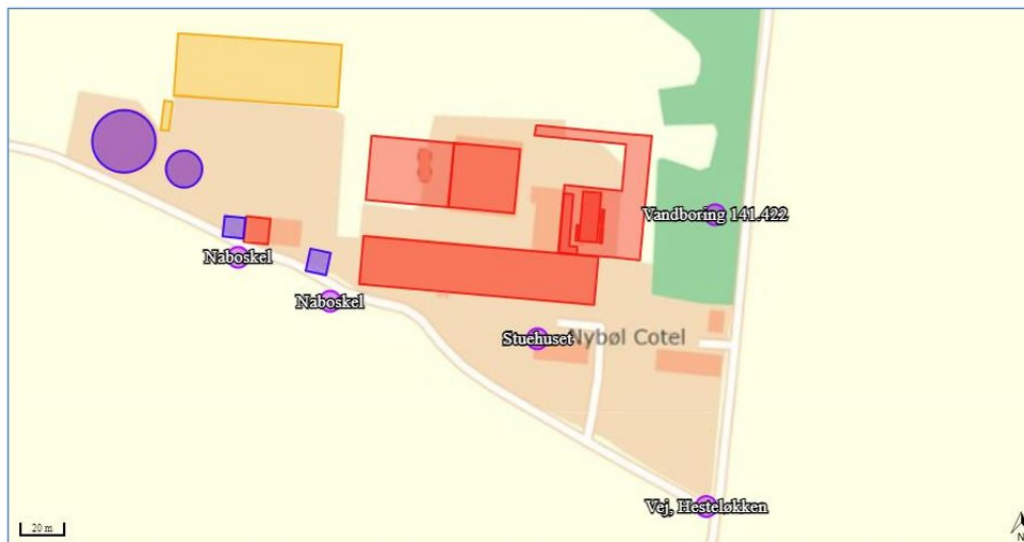 Vandboring 141.422
Naboskel
Naboskel
Stuehuset
Nybøl Cotel
Vej, Hesteløkken
20 m
N